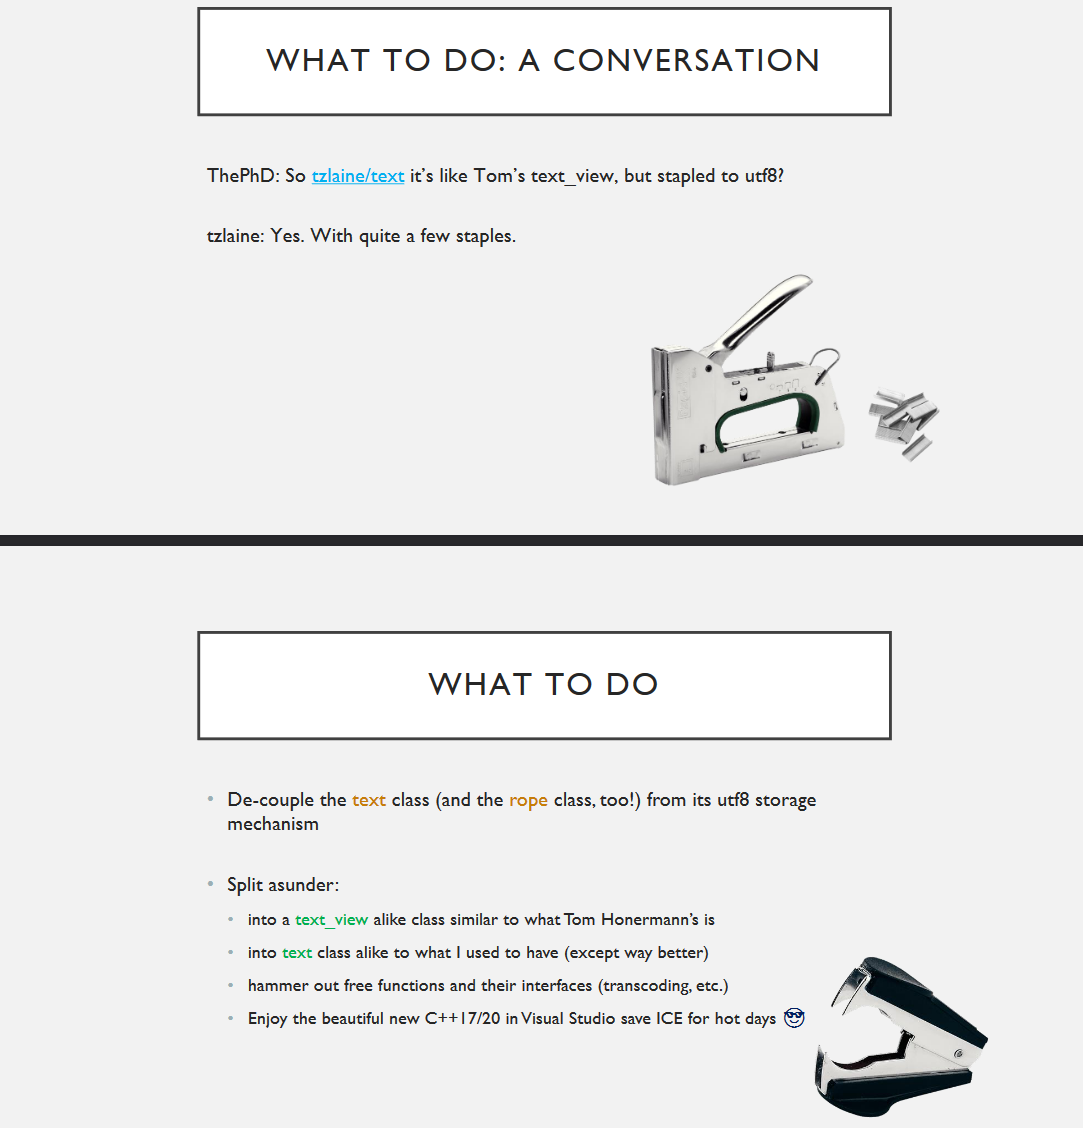 WHAT TO DO: A CONVERSATION
ThePhD: So tzlaine/text it’s like Tom’s text_view, but stapled to utf8?
tzlaine: Yes. With quite a few staples.
WHAT TO DO
• De-couple the text class (and the rope class, too!) from its utf8 storage
mechanism
• Split asunder:
• into a text_view alike class similar to what Tom Honermann’s is
• into text class alike to what I used to have (except way better)
• hammer out free functions and their interfaces (transcoding, etc.)
• Enjoy the beautiful new C++17/20 in Visual Studio save ICE for hot days 😎